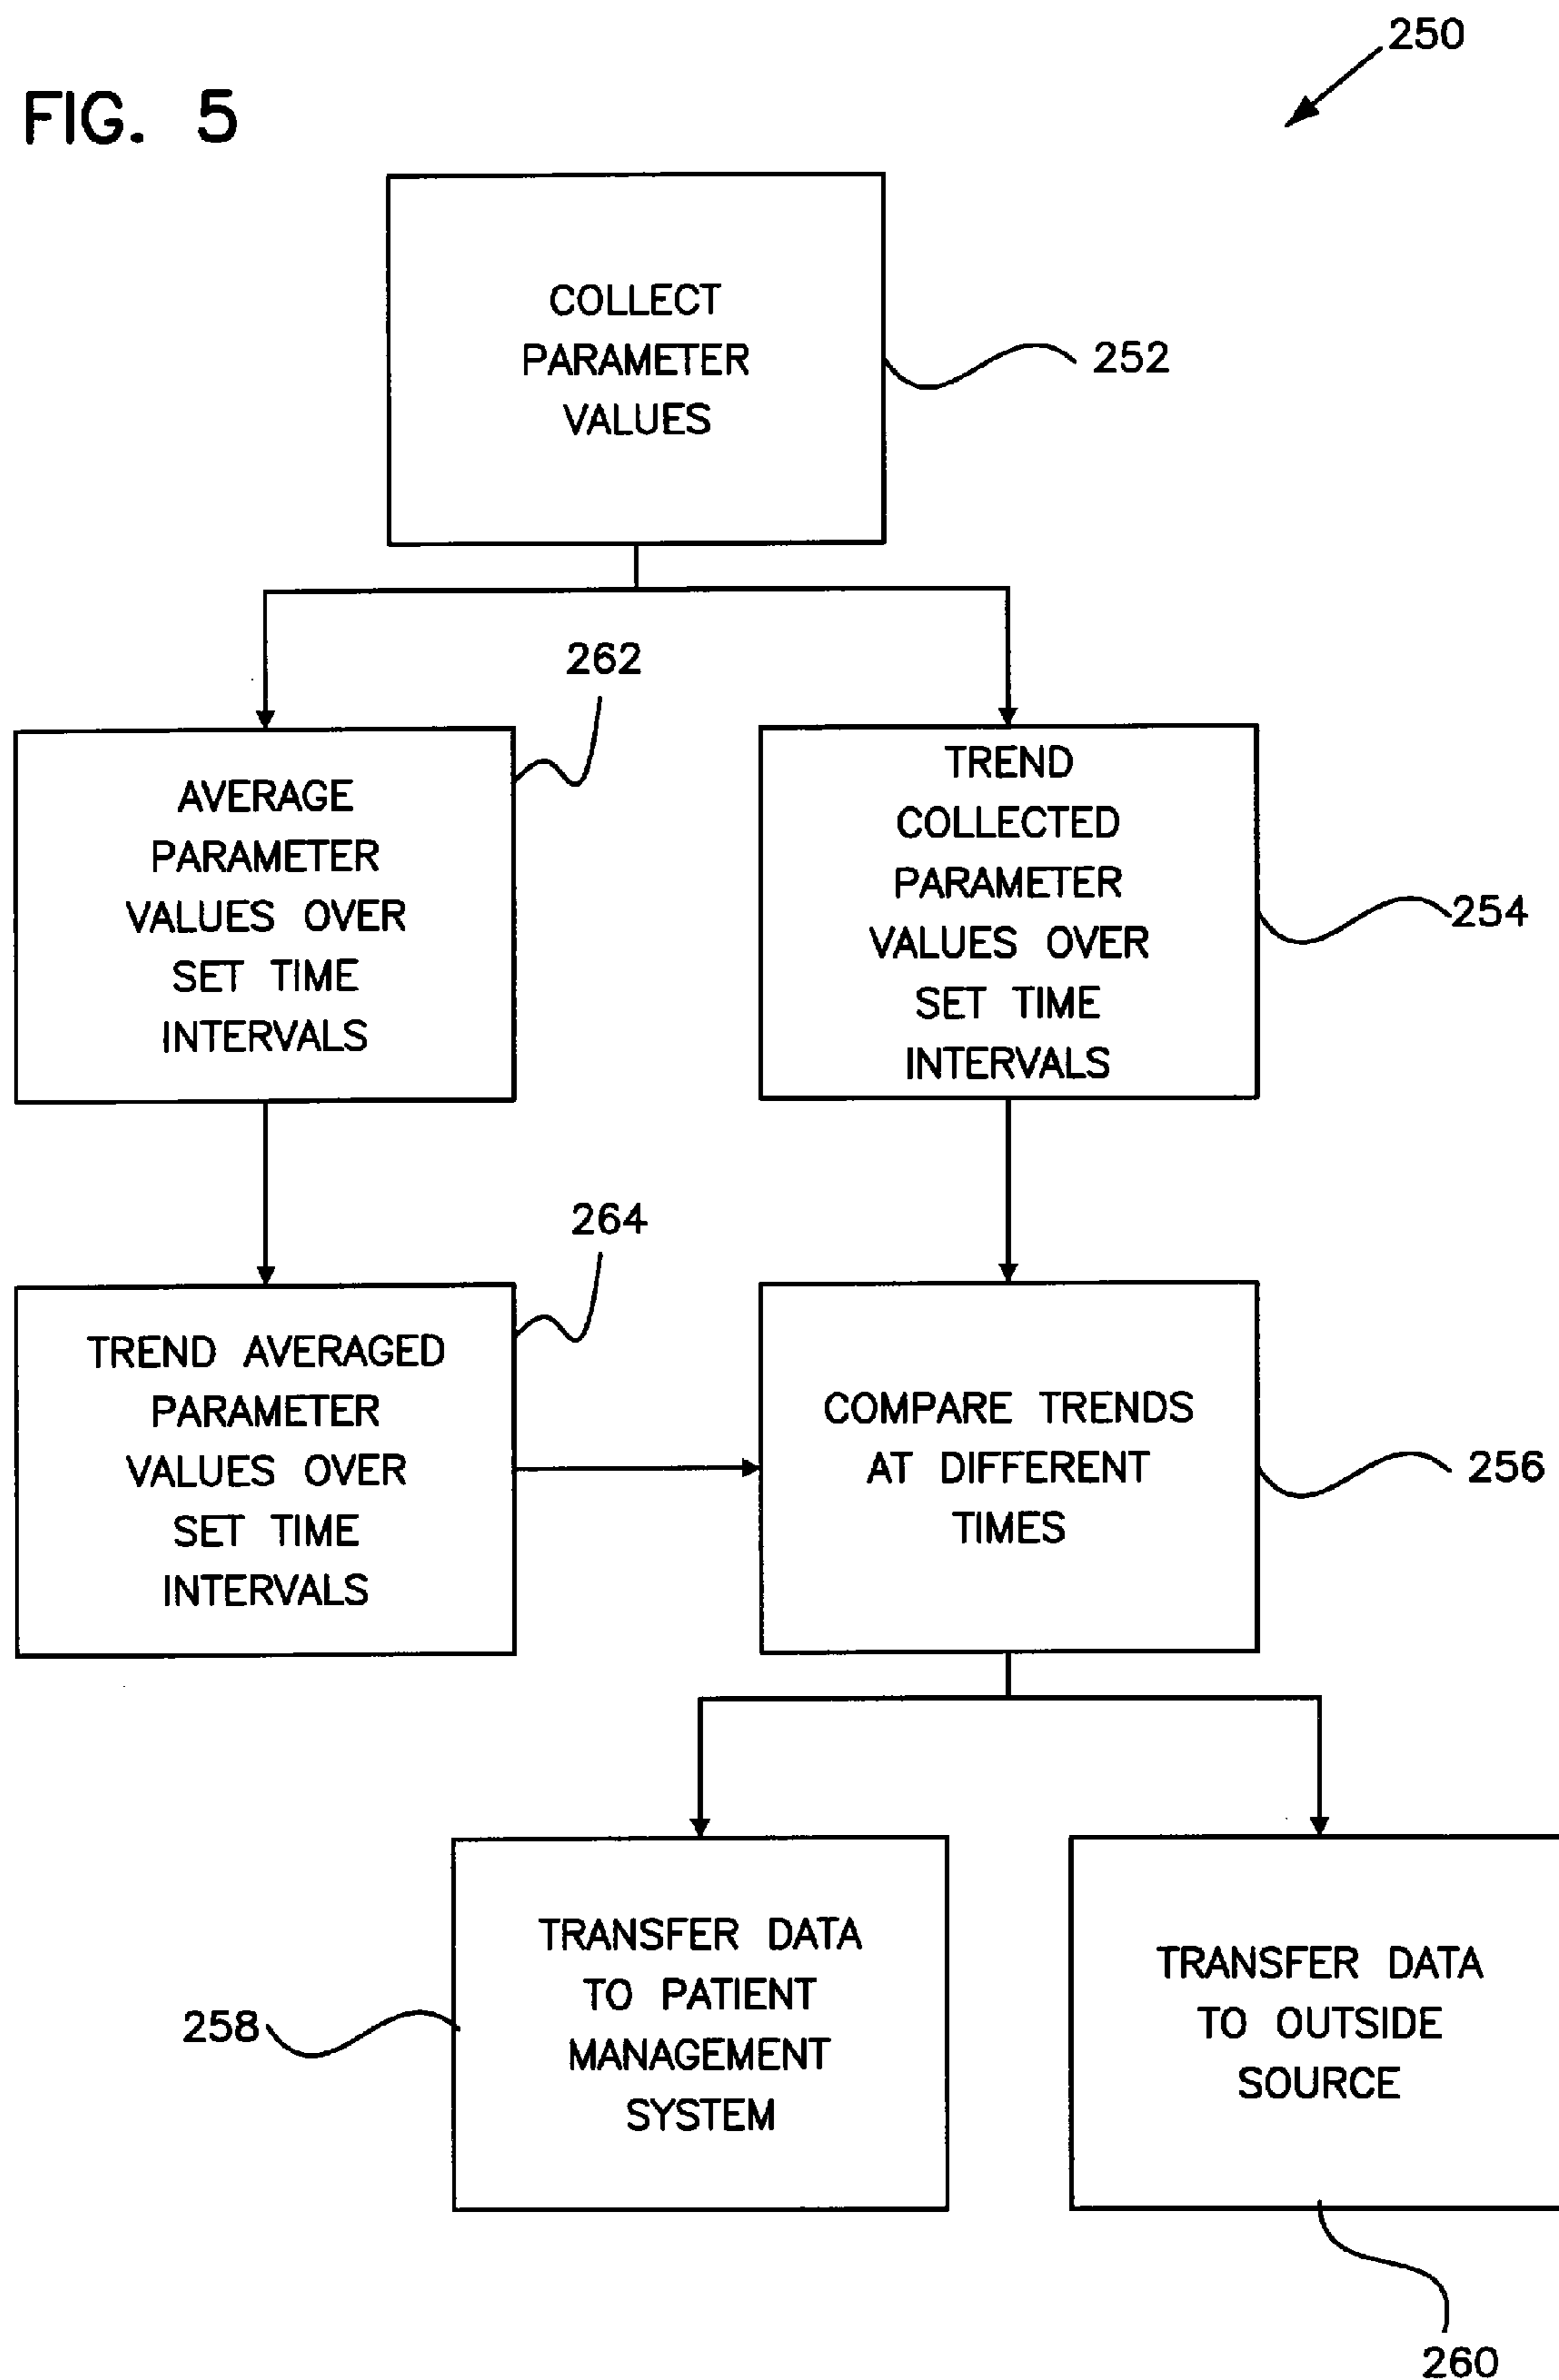 250
FIG. 5
COLLECT
PARAMETER
VALUES
252
262
AVERAGE
PARAMETER
VALUES OVER
SET TIME
INTERVALS
TREND
COLLECTED
PARAMETER
VALUES OVER
SET TIME
INTERVALS
254
264
TREND AVERAGED
PARAMETER
VALUES OVER
SET TIME
INTERVALS
COMPARE TRENDS
AT DIFFERENT
TIMES
256
258
TRANSFER DATA
TO PATIENT
MANAGEMENT
SYSTEM
TRANSFER DATA
TO OUTSIDE
SOURCE
260